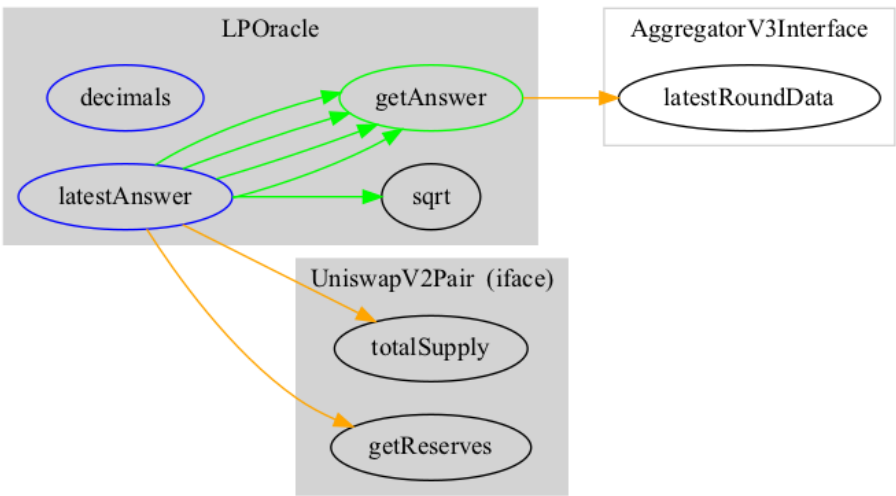 LPOracle
AggregatorV3Interface
decimals
getAnswer
latestRoundData
latestAnswer
sqrt
UniswapV2Pair (iface)
totalSupply
getReserves